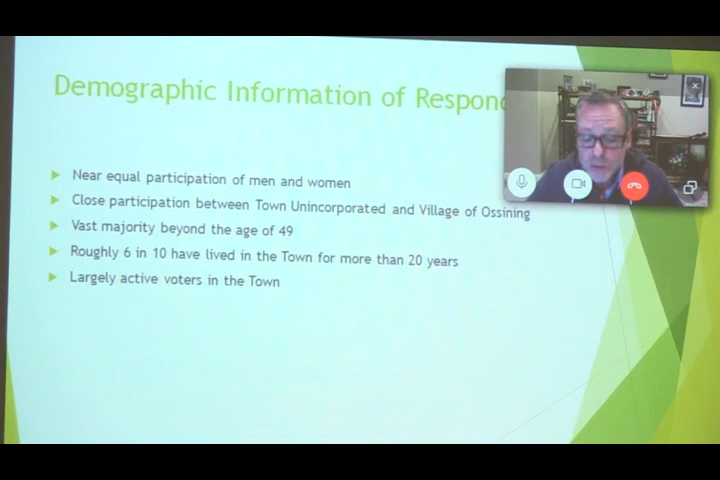 Demographic Information of Respon
Near equal participation of men and women
Close participation between Town Unincorporated and Village of Ossining
Vast majority beyond the age of 49
Roughly 6 in 10 have lived in the Town for more than 20 years
Largely active voters in the Town